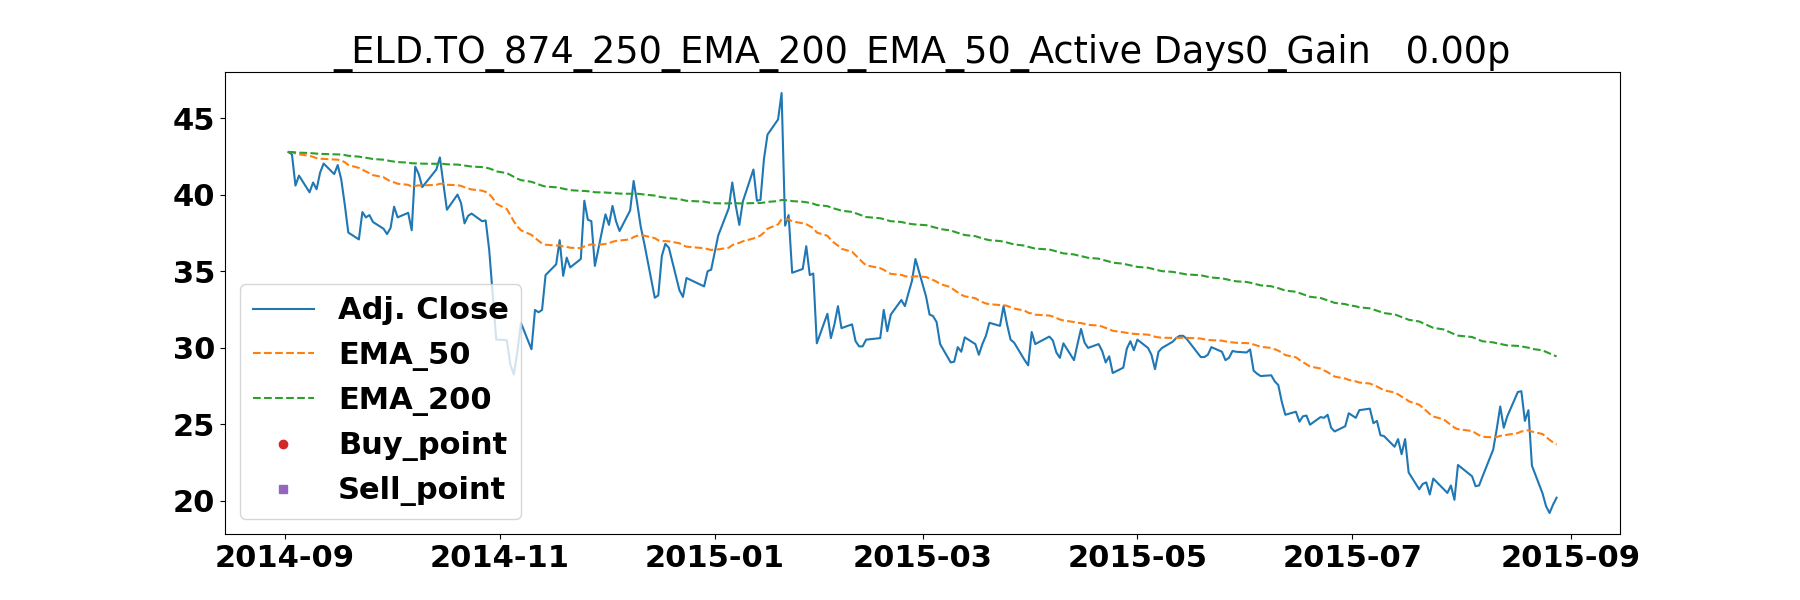 _ELD.TO_874_250_EMA_200_EMA_50_Active Days0_Gain   0.00p
45
40
35
30
25
20
Adj. Close
EMA_50
EMA_200
Buy_point
Sell_point
2014-09 2014-11 2015-01 2015-03 2015-05 2015-07 2015-09